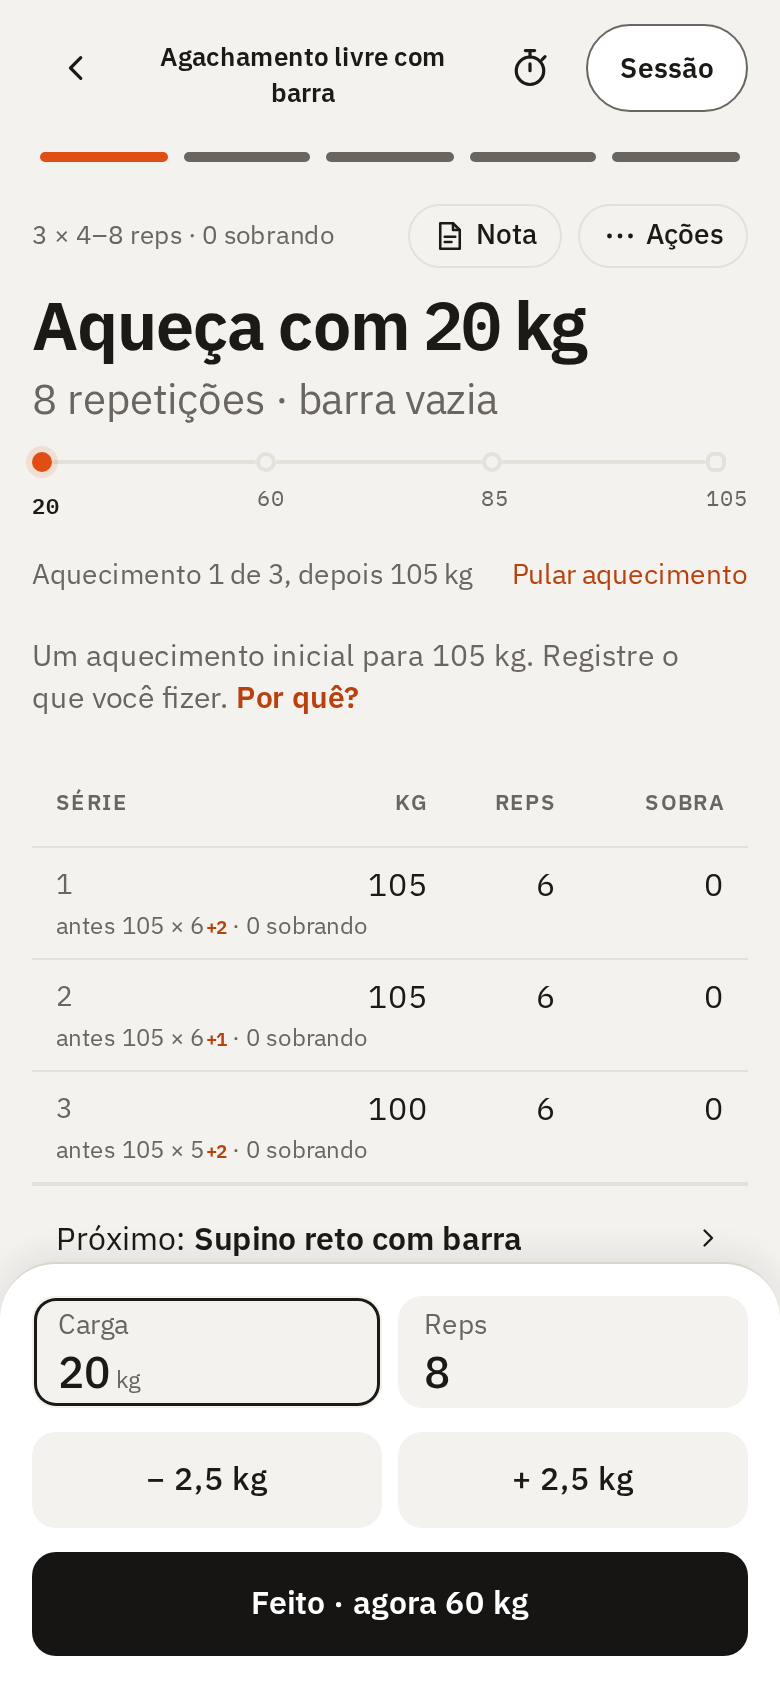 Agachamento livre com
barra
Sessão
3 × 4–8 reps · 0 sobrando
Nota
Ações
Aqueça com 20 kg
8 repetições · barra vazia
20 60 85 105
Aquecimento 1 de 3, depois 105 kg Pular aquecimento
Um aquecimento inicial para 105 kg. Registre o
que você fizer. Por quê?
SÉRIE KG REPS SOBRA
1 105 6 0
antes 105 × 6 +2 · 0 sobrando
2 105 6 0
antes 105 × 6 +1 · 0 sobrando
3 100 6 0
antes 105 × 5 +2 · 0 sobrando
Próximo: Supino reto com barra
Carga Reps
20 kg 8
− 2,5 kg + 2,5 kg
Feito · agora 60 kg